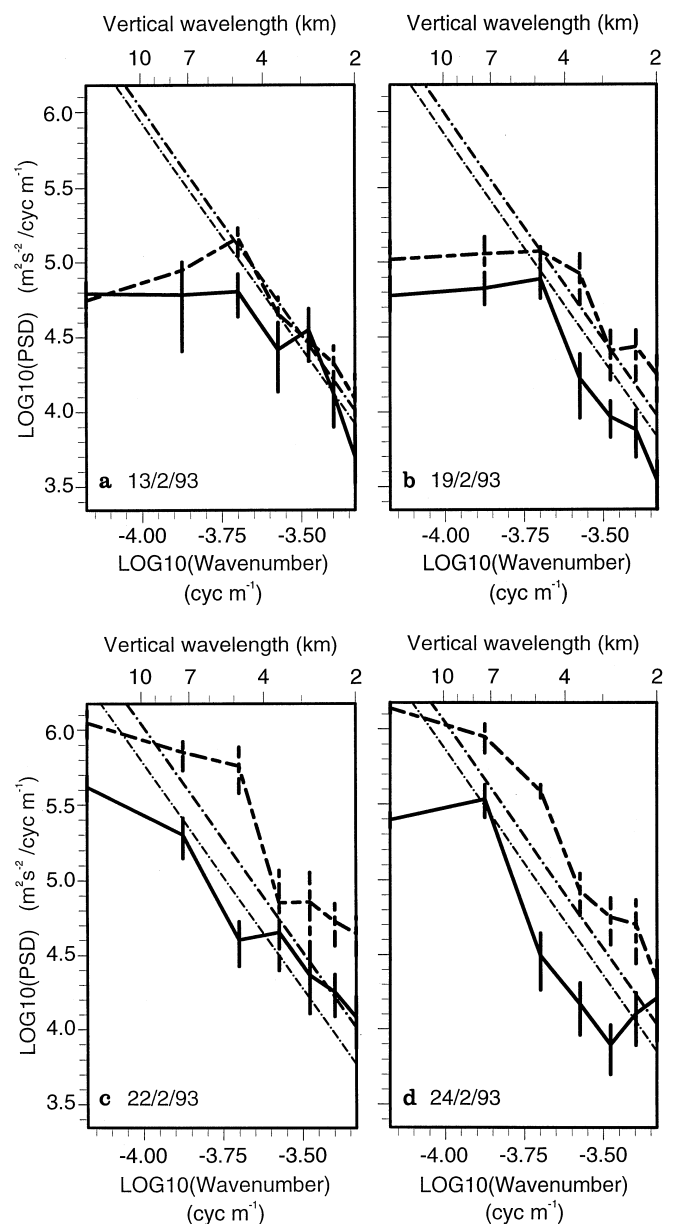 Vertical wavelength (km)
10 7 4 2
Vertical wavelength (km)
10 7 4 2
LOG10(PSD) (m²s⁻²/cyc m⁻¹)
6.0
5.5
5.0
4.5
4.0
3.5
a 13/2/93
b 19/2/93
-4.00 -3.75 -3.50
LOG10(Wavenumber)
(cyc m⁻¹)
-4.00 -3.75 -3.50
LOG10(Wavenumber)
(cyc m⁻¹)
Vertical wavelength (km)
10 7 4 2
Vertical wavelength (km)
10 7 4 2
LOG10(PSD) (m²s⁻²/cyc m⁻¹)
6.0
5.5
5.0
4.5
4.0
3.5
c 22/2/93
d 24/2/93
-4.00 -3.75 -3.50
LOG10(Wavenumber)
(cyc m⁻¹)
-4.00 -3.75 -3.50
LOG10(Wavenumber)
(cyc m⁻¹)